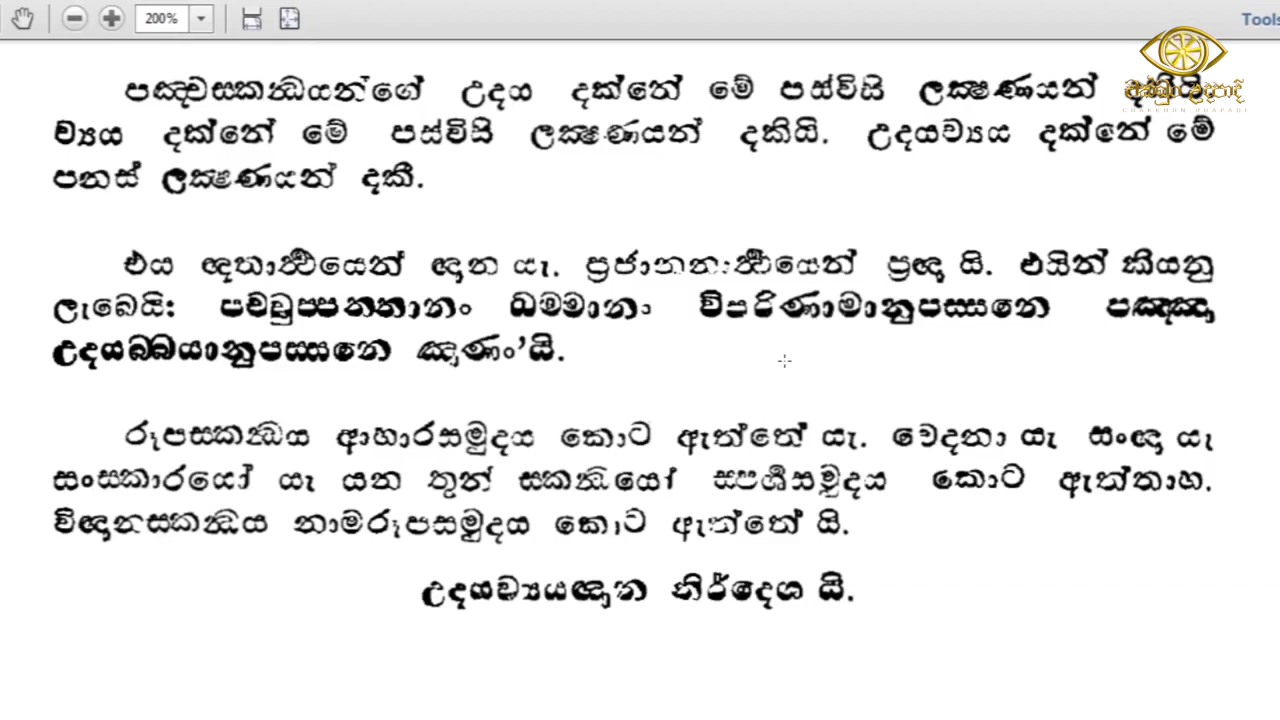 200%
Tools
පඤ්චස්කන්ධයන්ගේ උදය දක්නේ මේ පස්විසි ලක්ෂණයන් දකියි
ව්‍යය දක්නේ මේ පස්විසි ලක්ෂණයන් දකියි. උදයව්‍යය දක්නේ මේ
පනස් ලක්ෂණයන් දකී.
එය ඥාතාර්ථයෙන් ඥාන යැ. ප්‍රජානනාර්ථයෙන් ප්‍රඥා යි. එයින් කියනු
ලැබෙයි: පච්චුප්පන්නානං ධම්මානං විපරිණාමානුපස්සනෙ පඤ්ඤා
උදයබ්බයානුපස්සනෙ ඤාණං'යි.
රූපස්කන්ධය ආහාරසමුදය කොට ඇත්තේ යැ. වේදනා යැ සංඥා යැ
සංස්කාරයෝ යැ යන තුන් ස්කන්ධයෝ ස්පර්ශසමුදය කොට ඇත්තාහ.
විඥානස්කන්ධය නාමරූපසමුදය කොට ඇත්තේ යි.
උදයව්‍යයඥාන නිර්දෙශ යි.